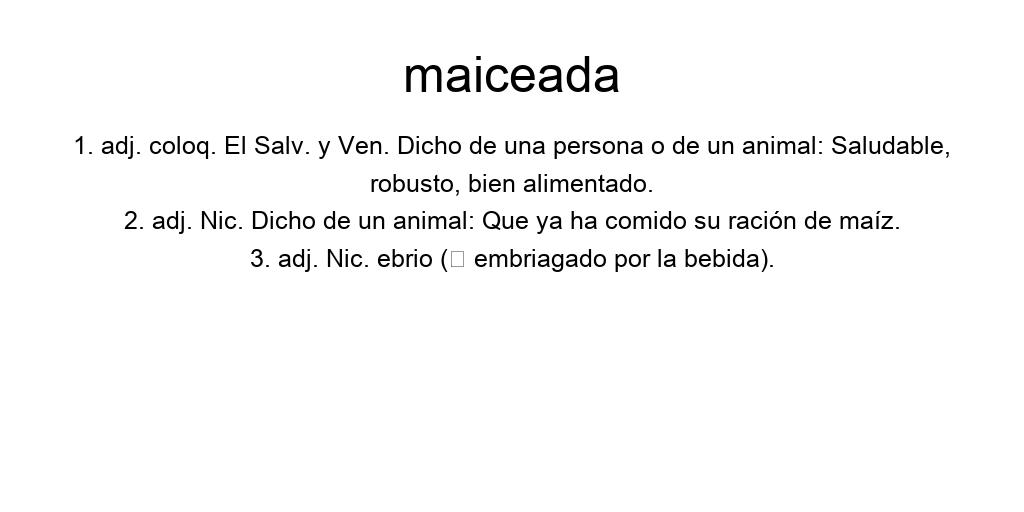 maiceada
1. adj. coloq. El Salv. y Ven. Dicho de una persona o de un animal: Saludable,
robusto, bien alimentado.
2. adj. Nic. Dicho de un animal: Que ya ha comido su ración de maíz.
3. adj. Nic. ebrio (▯ embriagado por la bebida).